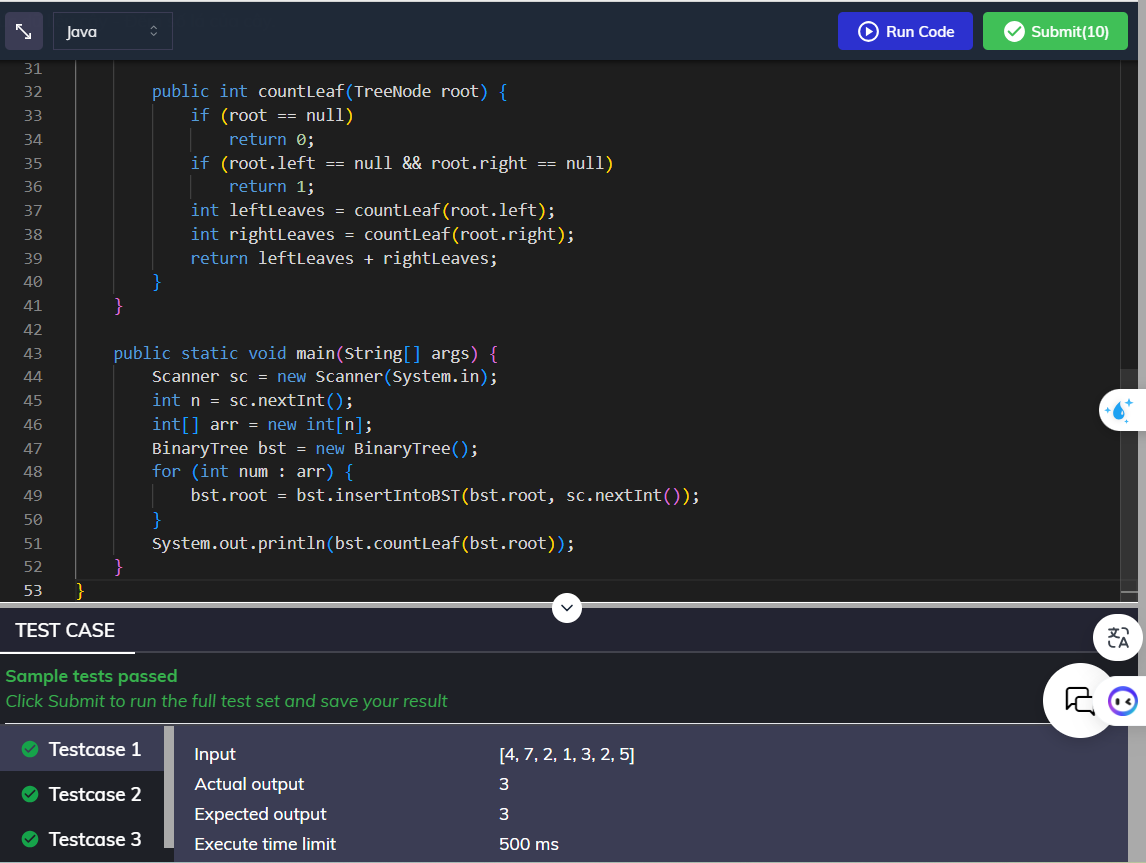 Java
Run Code
Submit(10)
31
32 public int countLeaf(TreeNode root) {
33 if (root == null)
34 return 0;
35 if (root.left == null && root.right == null)
36 return 1;
37 int leftLeaves = countLeaf(root.left);
38 int rightLeaves = countLeaf(root.right);
39 return leftLeaves + rightLeaves;
40 }
41 }
42
43 public static void main(String[] args) {
44 Scanner sc = new Scanner(System.in);
45 int n = sc.nextInt();
46 int[] arr = new int[n];
47 BinaryTree bst = new BinaryTree();
48 for (int num : arr) {
49 bst.root = bst.insertIntoBST(bst.root, sc.nextInt());
50 }
51 System.out.println(bst.countLeaf(bst.root));
52 }
53 }
TEST CASE
文A
Sample tests passed
Click Submit to run the full test set and save your result
Testcase 1
Testcase 2
Testcase 3
Input [4, 7, 2, 1, 3, 2, 5]
Actual output 3
Expected output 3
Execute time limit 500 ms